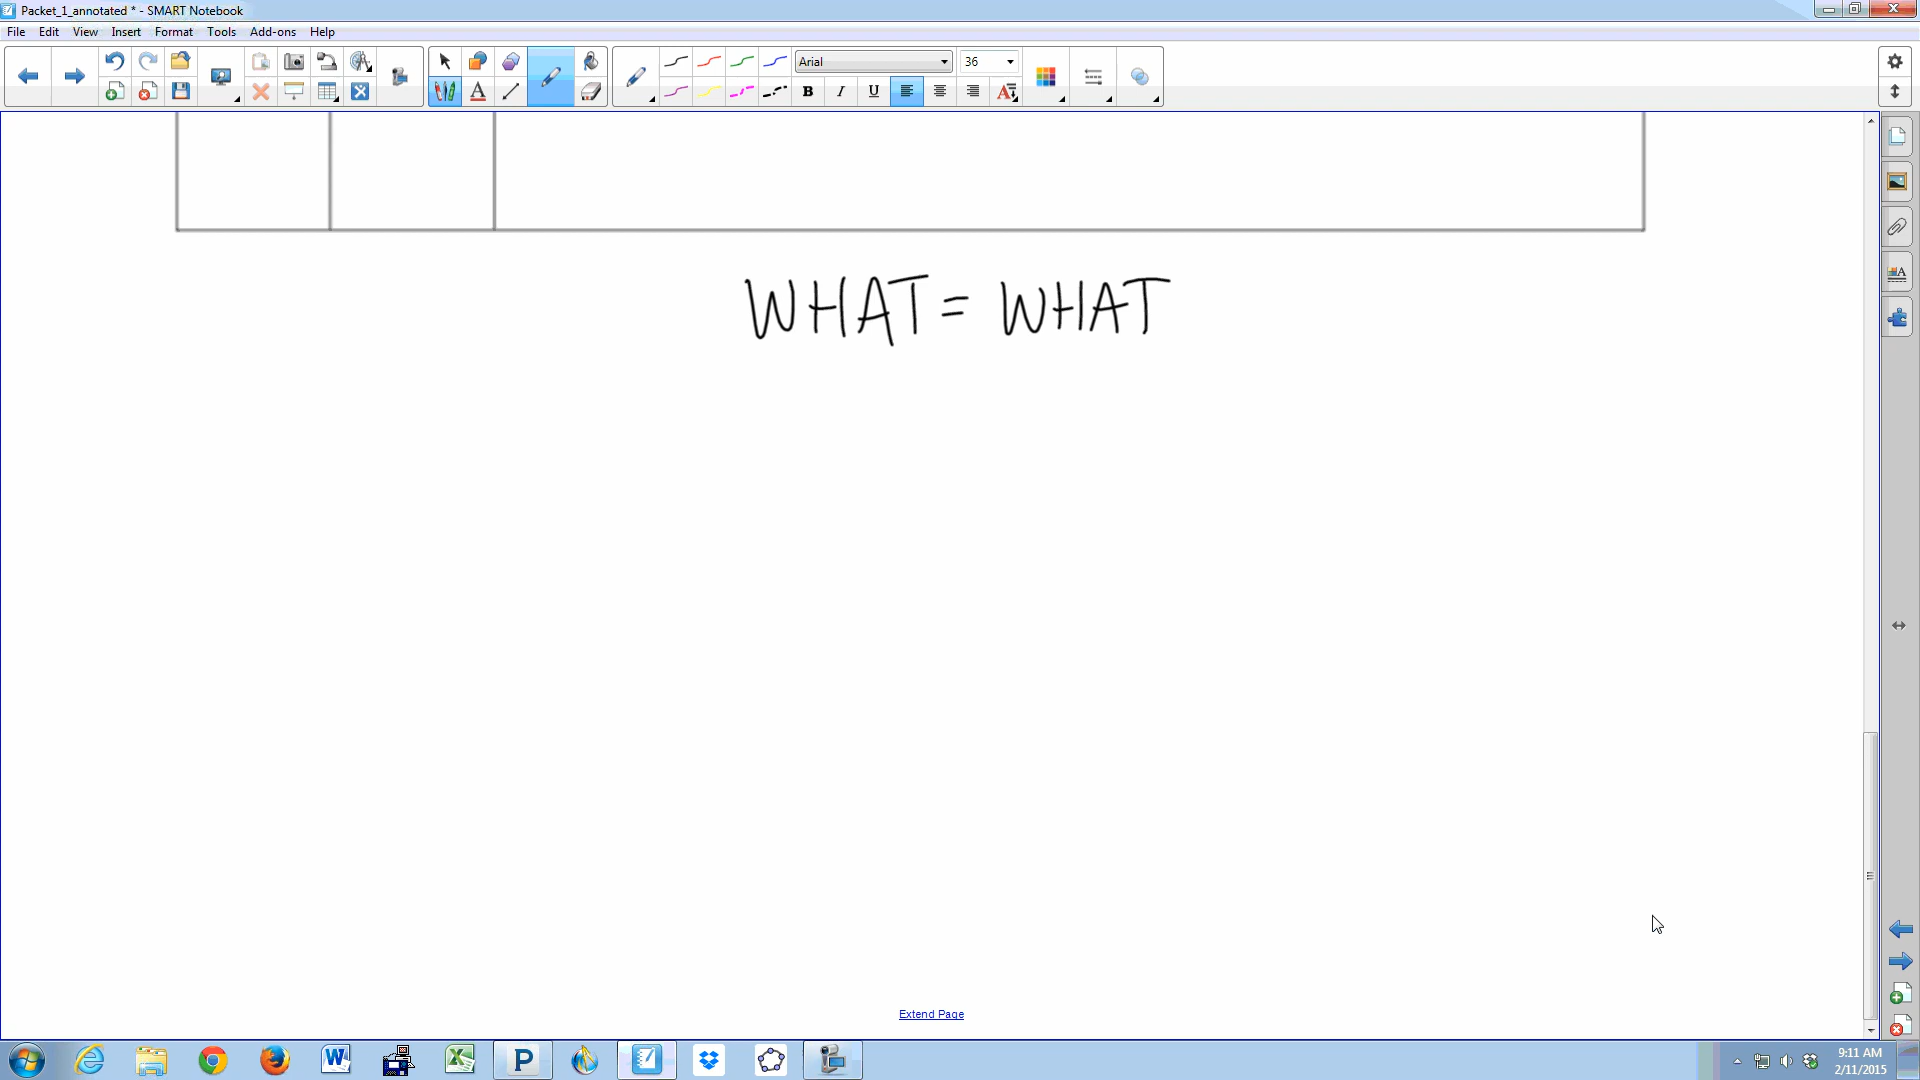 Packet_1_annotated * - SMART Notebook
File Edit View Insert Format Tools Add-ons Help
Arial 36
B I U
WHAT = WHAT
Extend Page
9:11 AM
2/11/2015